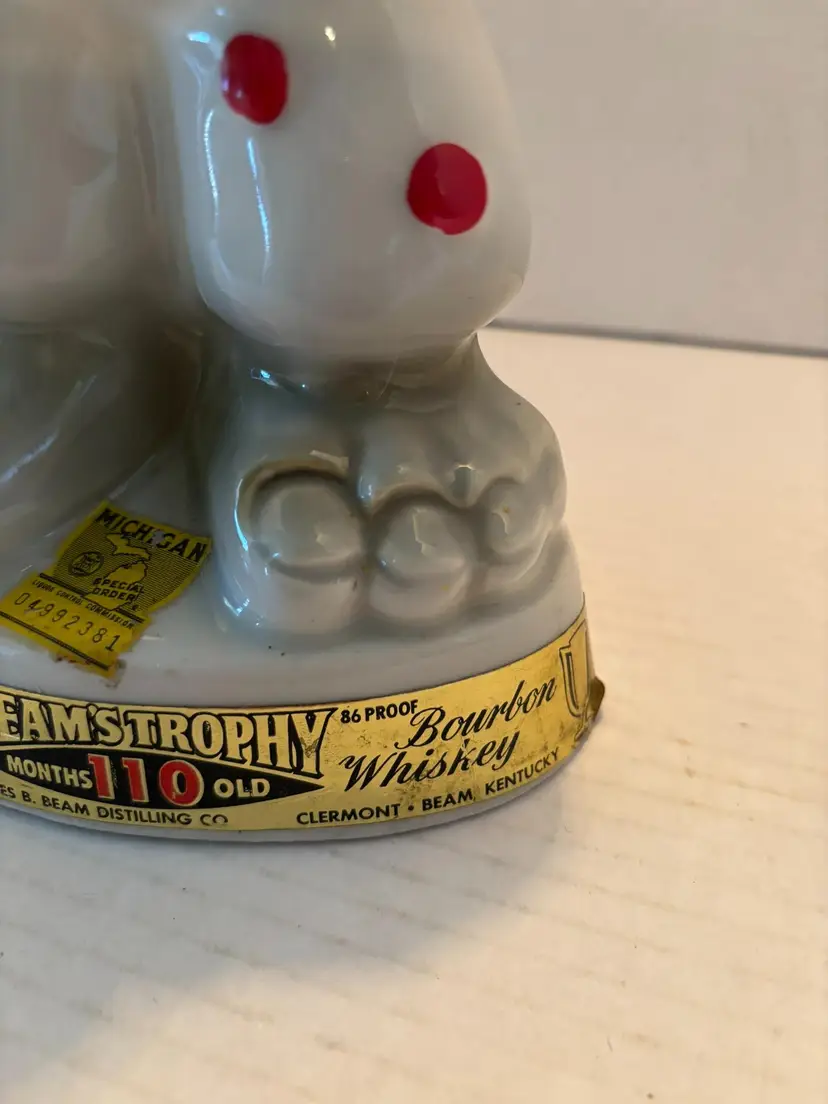 MICHIGAN
SPECIAL
ORDER
LIQUOR CONTROL COMMISSION
04992381
EAM'S TROPHY
MONTHS 110 OLD
ES B. BEAM DISTILLING CO
86 PROOF
Bourbon
Whiskey
CLERMONT • BEAM, KENTUCKY